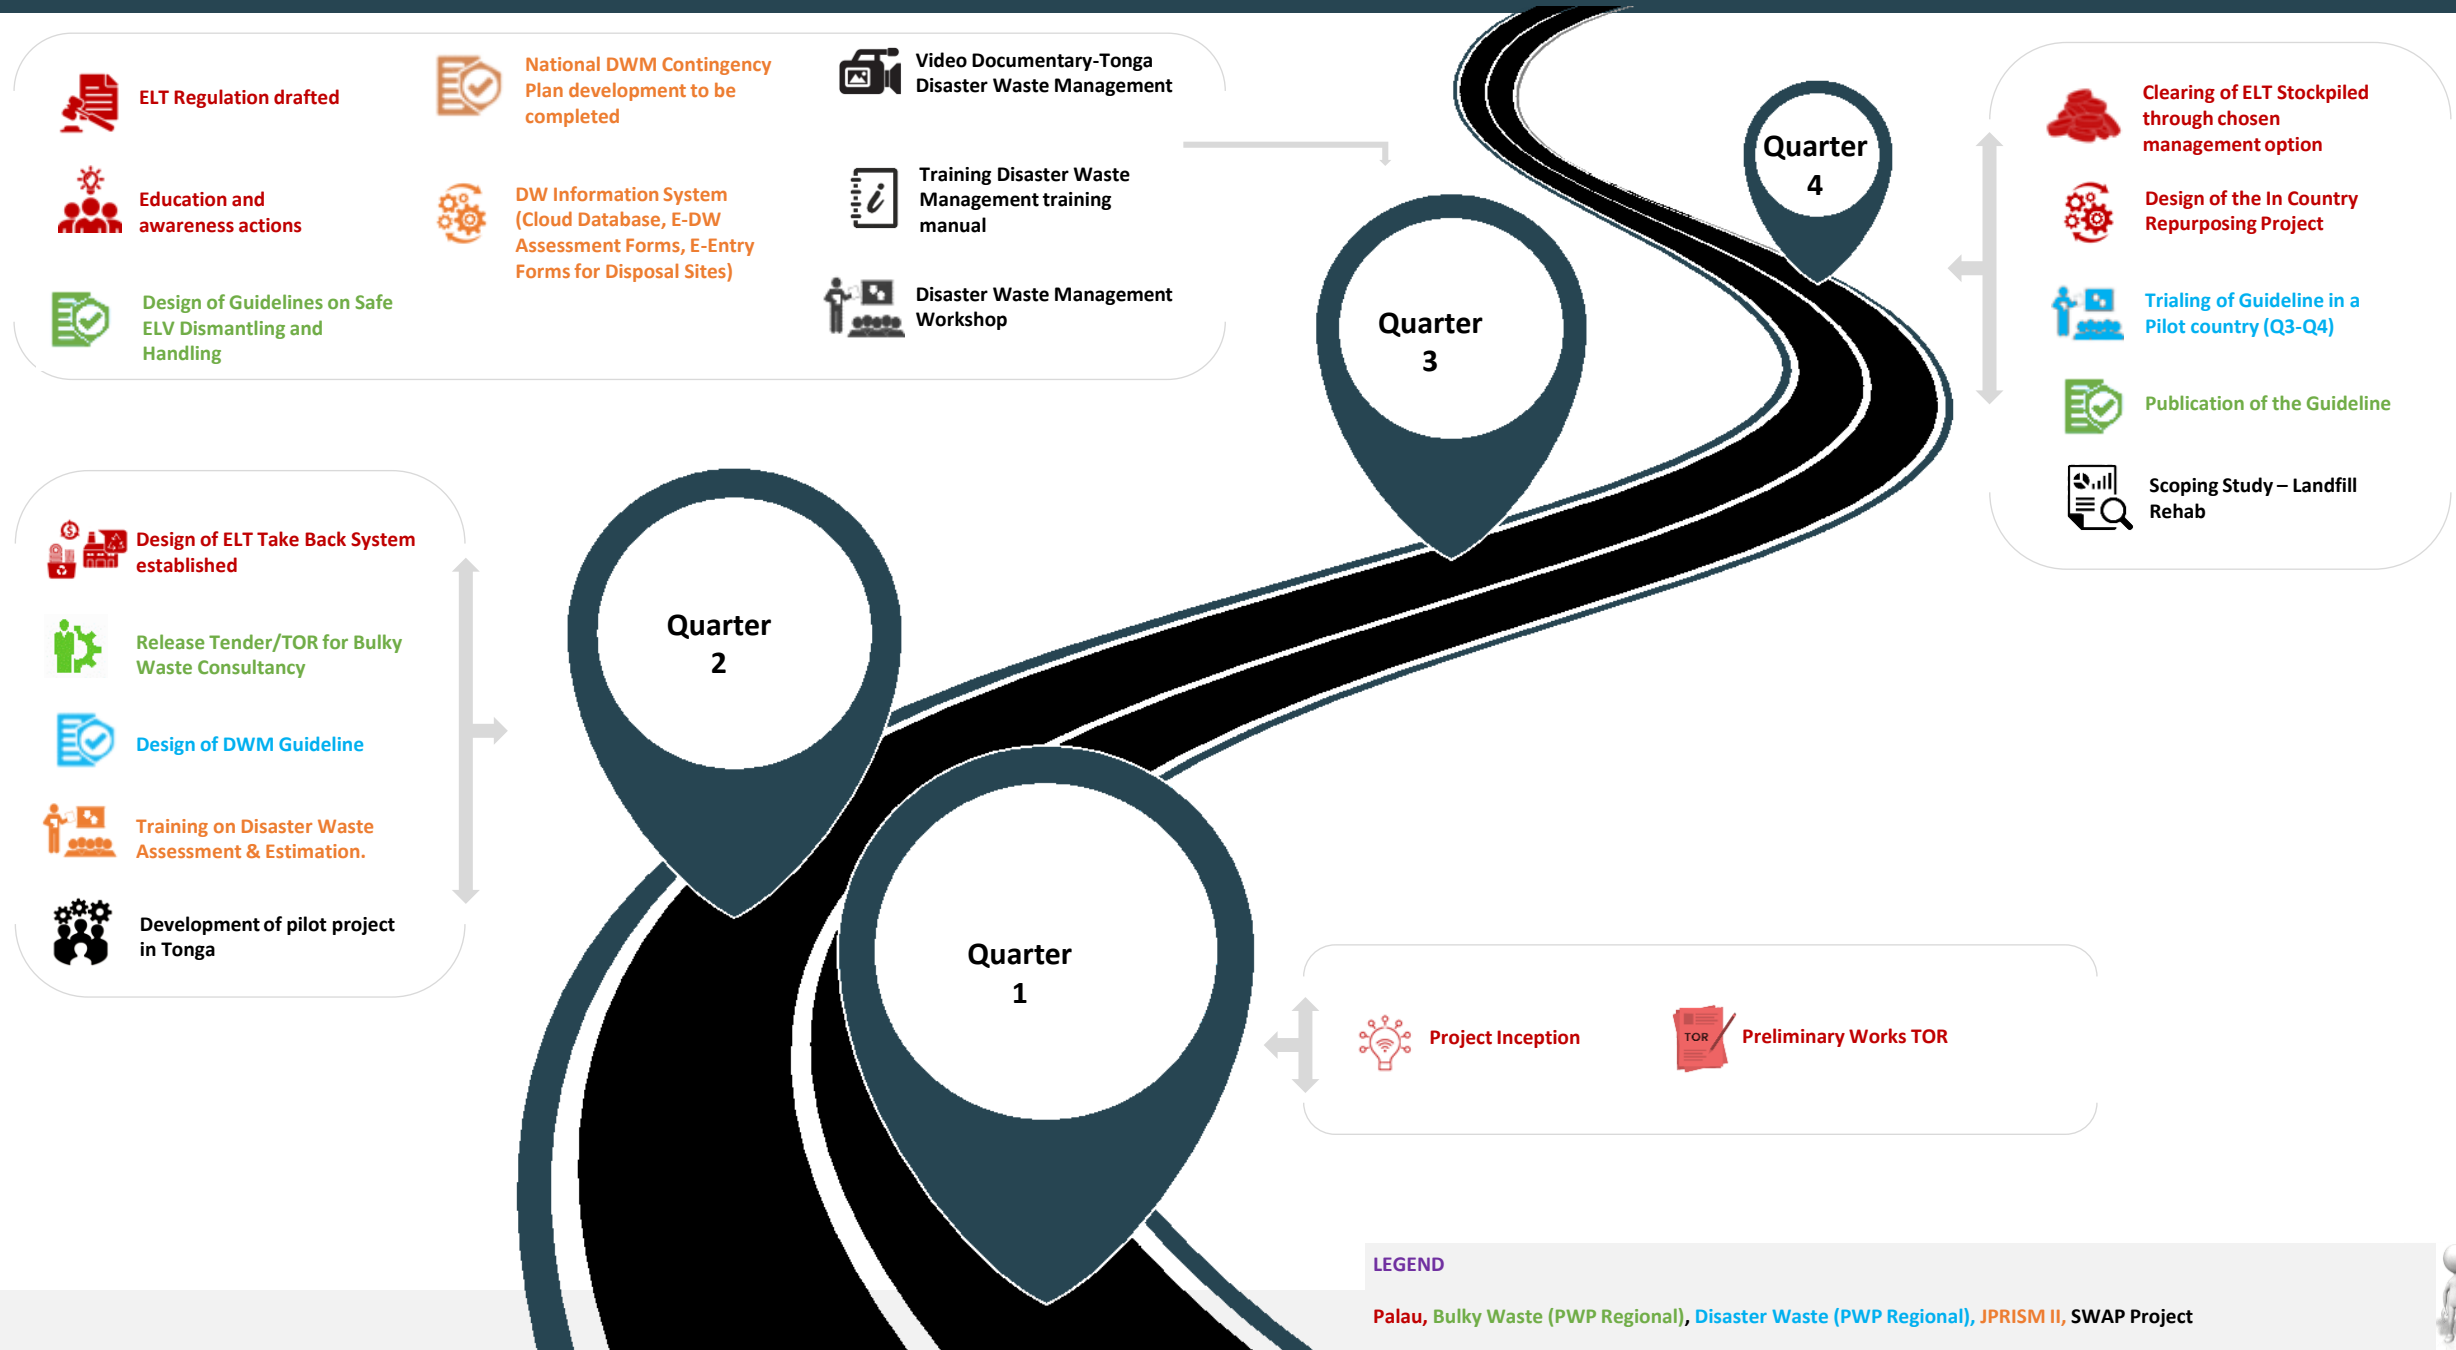 ELT Regulation drafted
Education and
awareness actions
Design of Guidelines on Safe
ELV Dismantling and
Handling
National DWM Contingency
Plan development to be
completed
DW Information System
(Cloud Database, E-DW
Assessment Forms, E-Entry
Forms for Disposal Sites)
Video Documentary-Tonga
Disaster Waste Management
Training Disaster Waste
Management training
manual
Disaster Waste Management
Workshop
Quarter
3
Quarter
4
Clearing of ELT Stockpiled
through chosen
management option
Design of the In Country
Repurposing Project
Trialing of Guideline in a
Pilot country (Q3-Q4)
Publication of the Guideline
Scoping Study – Landfill
Rehab
Design of ELT Take Back System
established
Release Tender/TOR for Bulky
Waste Consultancy
Design of DWM Guideline
Training on Disaster Waste
Assessment & Estimation.
Development of pilot project
in Tonga
Quarter
2
Quarter
1
Project Inception
TOR
Preliminary Works TOR
LEGEND
Palau, Bulky Waste (PWP Regional), Disaster Waste (PWP Regional), JPRISM II, SWAP Project